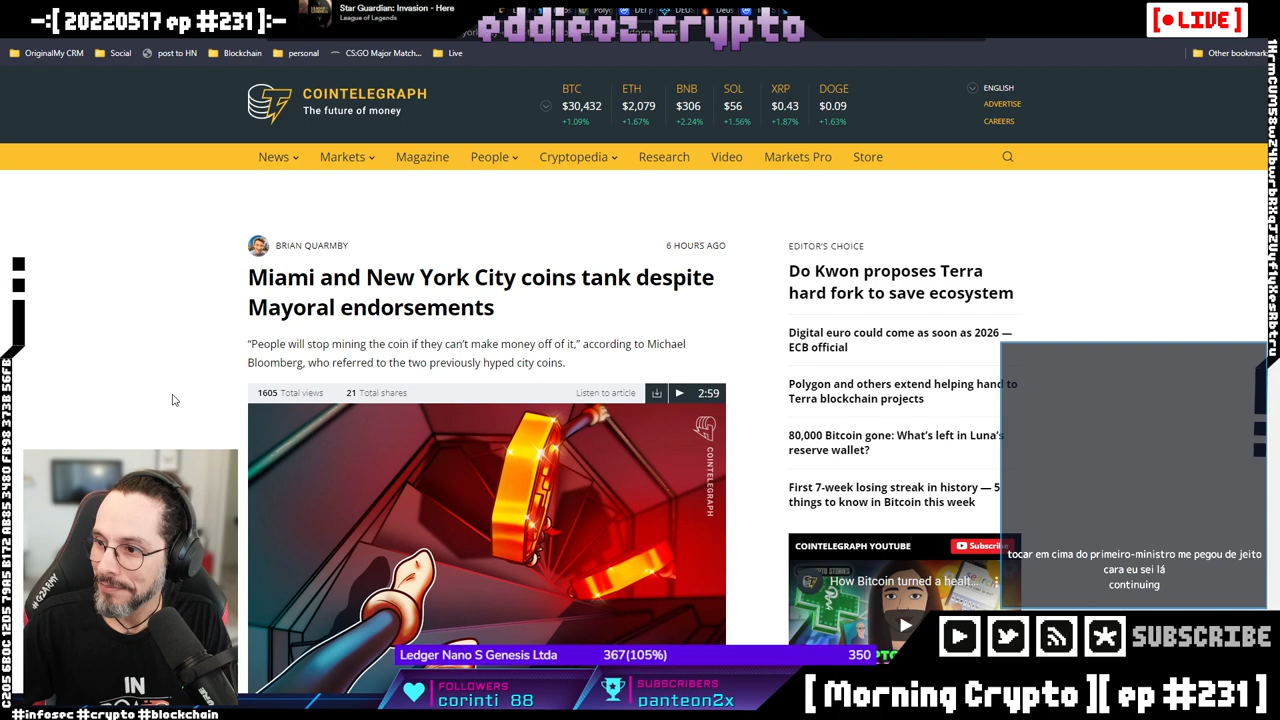 -:[ 20220517 ep #231 ]:-
Star Guardian: Invasion - Here
League of Legends
eddieoz.crypto
[• LIVE]
OriginalMy CRM
Social
post to HN
Blockchain
personal
CS:GO Major Match...
Live
Other bookmark
COINTELEGRAPH
The future of money
BTC ETH BNB SOL XRP DOGE
$30,432 $2,079 $306 $56 $0.43 $0.09
+1.09% +1.67% +2.24% +1.56% +1.87% +1.63%
ENGLISH
ADVERTISE
CAREERS
News Markets Magazine People Cryptopedia Research Video Markets Pro Store
BRIAN QUARMBY
6 HOURS AGO
Miami and New York City coins tank despite
Mayoral endorsements
“People will stop mining the coin if they can’t make money off of it,” according to Michael
Bloomberg, who referred to the two previously hyped city coins.
1605 Total views 21 Total shares Listen to article 2:59
COINTELEGRAPH
EDITOR’S CHOICE
Do Kwon proposes Terra
hard fork to save ecosystem
Digital euro could come as soon as 2026 —
ECB official
Polygon and others extend helping hand to
Terra blockchain projects
80,000 Bitcoin gone: What’s left in Luna’s
reserve wallet?
First 7-week losing streak in history — 5
things to know in Bitcoin this week
COINTELEGRAPH YOUTUBE
Subscribe
How Bitcoin turned a healt...
tocar em cima do primeiro-ministro me pegou de jeito
cara eu sei lá
continuing
#G2ARMY
IN
Ledger Nano S Genesis Ltda 367(105%) 350
FOLLOWERS
corinti_88
SUBSCRIBERS
panteon2x
SUBSCRIBE
[ Morning Crypto ][ ep #231 ]
#infosec #crypto #blockchain